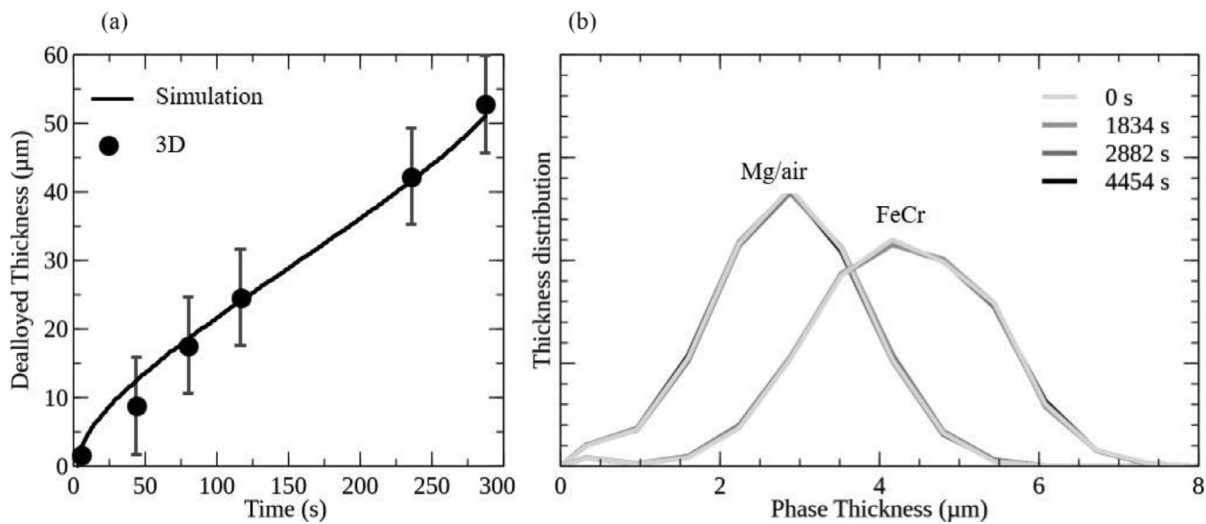 (a)
(b)
Simulation
3D
Dealloyed Thickness (μm)
60
50
40
30
20
10
0
0
50
100
150
200
250
300
Time (s)
0 s
1834 s
2882 s
4454 s
Mg/air
FeCr
Thickness distribution
0
2
4
6
8
Phase Thickness (μm)